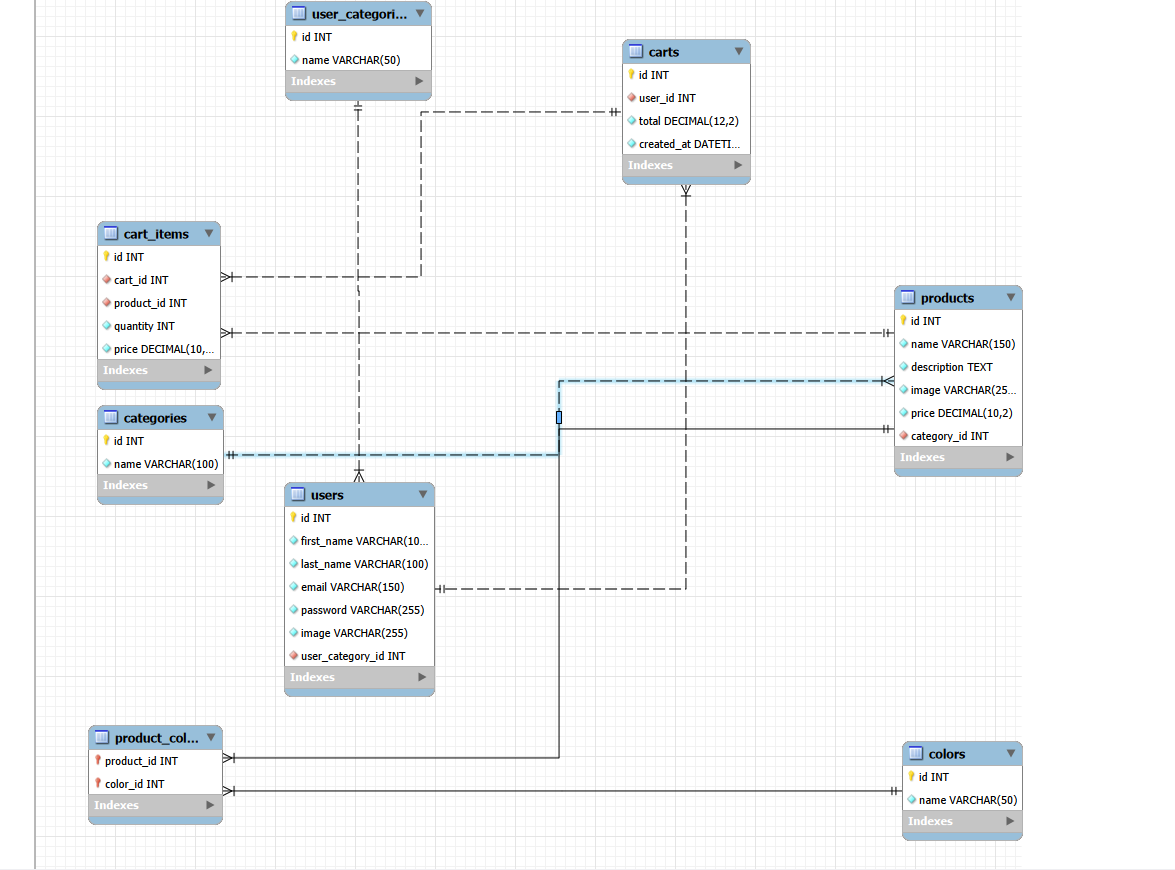 user_categori...
id INT
name VARCHAR(50)
Indexes
carts
id INT
user_id INT
total DECIMAL(12,2)
created_at DATETI...
Indexes
cart_items
id INT
cart_id INT
product_id INT
quantity INT
price DECIMAL(10,...
Indexes
products
id INT
name VARCHAR(150)
description TEXT
image VARCHAR(25...
price DECIMAL(10,2)
category_id INT
Indexes
categories
id INT
name VARCHAR(100)
Indexes
users
id INT
first_name VARCHAR(10...
last_name VARCHAR(100)
email VARCHAR(150)
password VARCHAR(255)
image VARCHAR(255)
user_category_id INT
Indexes
product_col...
product_id INT
color_id INT
Indexes
colors
id INT
name VARCHAR(50)
Indexes